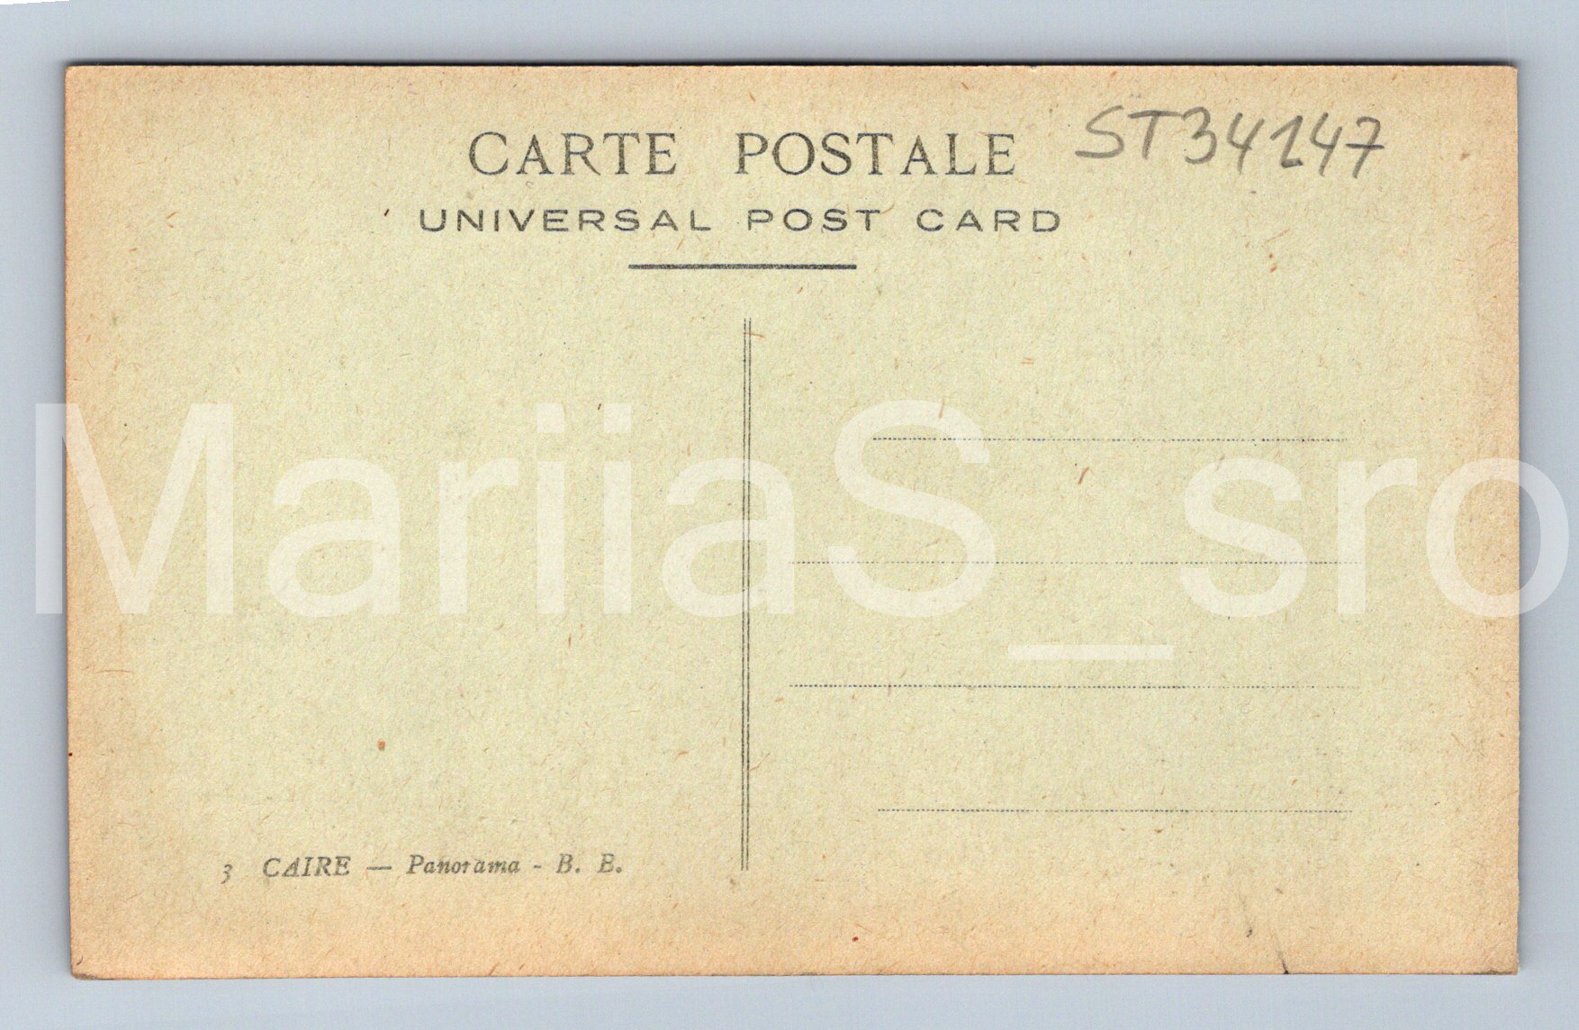 CARTE POSTALE
ST34147
UNIVERSAL POST CARD
MariiaS_sro
3 CAIRE — Panorama - B. E.